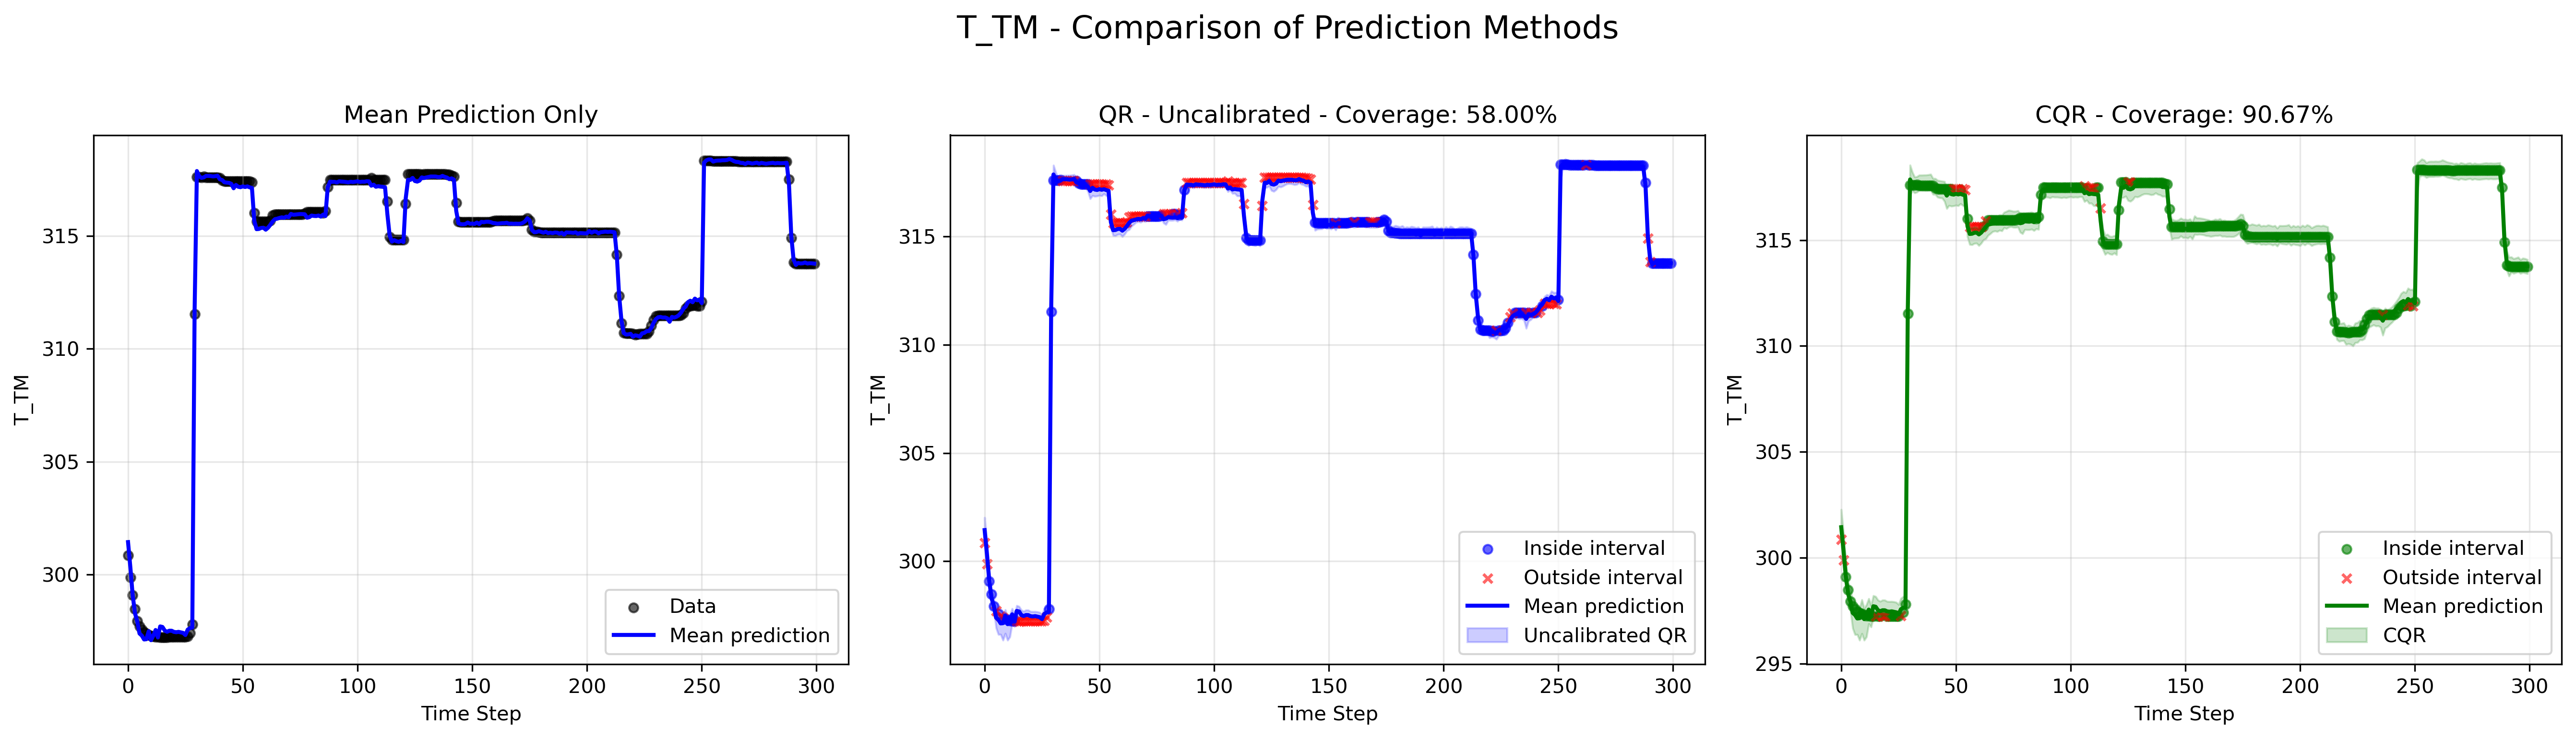 T_TM - Comparison of Prediction Methods
Mean Prediction Only
T_TM
315
310
305
300
0
50
100
150
200
250
300
Time Step
Data
Mean prediction
QR - Uncalibrated - Coverage: 58.00%
T_TM
315
310
305
300
0
50
100
150
200
250
300
Time Step
Inside interval
Outside interval
Mean prediction
Uncalibrated QR
CQR - Coverage: 90.67%
T_TM
315
310
305
300
295
0
50
100
150
200
250
300
Time Step
Inside interval
Outside interval
Mean prediction
CQR